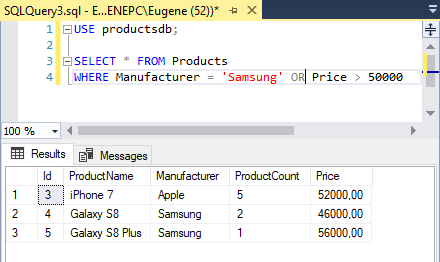 SQLQuery3.sql - E...ENEPC\Eugene (52))*
1 USE productsdb;
2
3 SELECT * FROM Products
4 WHERE Manufacturer = 'Samsung' OR Price > 50000
100 %
Results Messages
Id ProductName Manufacturer ProductCount Price
1 3 iPhone 7 Apple 5 52000,00
2 4 Galaxy S8 Samsung 2 46000,00
3 5 Galaxy S8 Plus Samsung 1 56000,00